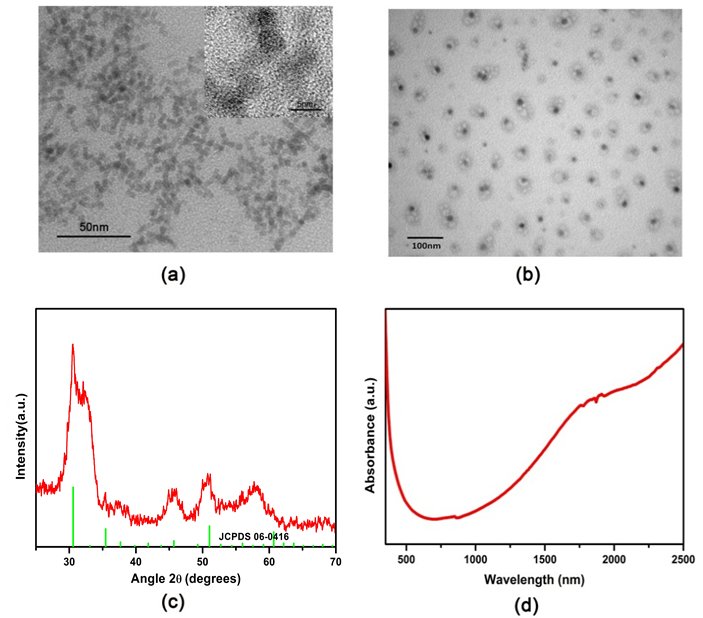 5nm
50nm
100nm
(a)
(b)
Intensity(a.u.)
JCPDS 06-0416
30
40
50
60
70
Angle 2θ (degrees)
(c)
Absorbance (a.u.)
500
1000
1500
2000
2500
Wavelength (nm)
(d)